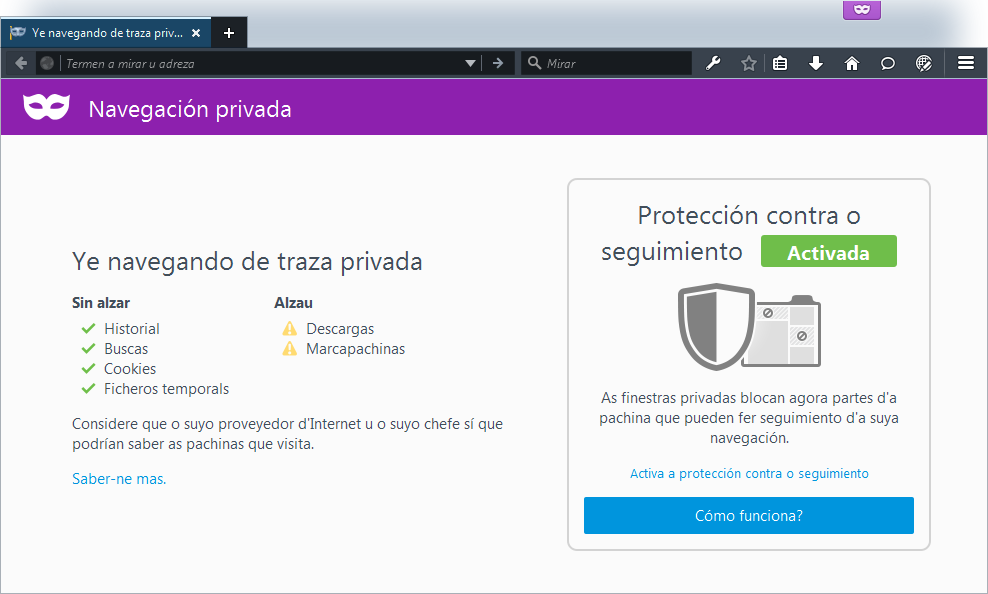 Ye navegando de traza priv...
Termen a mirar u adreza
Mirar
Navegación privada
Ye navegando de traza privada
Sin alzar
Historial
Buscas
Cookies
Ficheros temporals
Alzau
Descargas
Marcapachinas
Considere que o suyo proveyedor d'Internet u o suyo chefe sí que
podrían saber as pachinas que visita.
Saber-ne mas.
Protección contra o
seguimiento Activada
As finestras privadas blocan agora partes d'a
pachina que pueden fer seguimiento d'a suya
navegación.
Activa a protección contra o seguimiento
Cómo funciona?